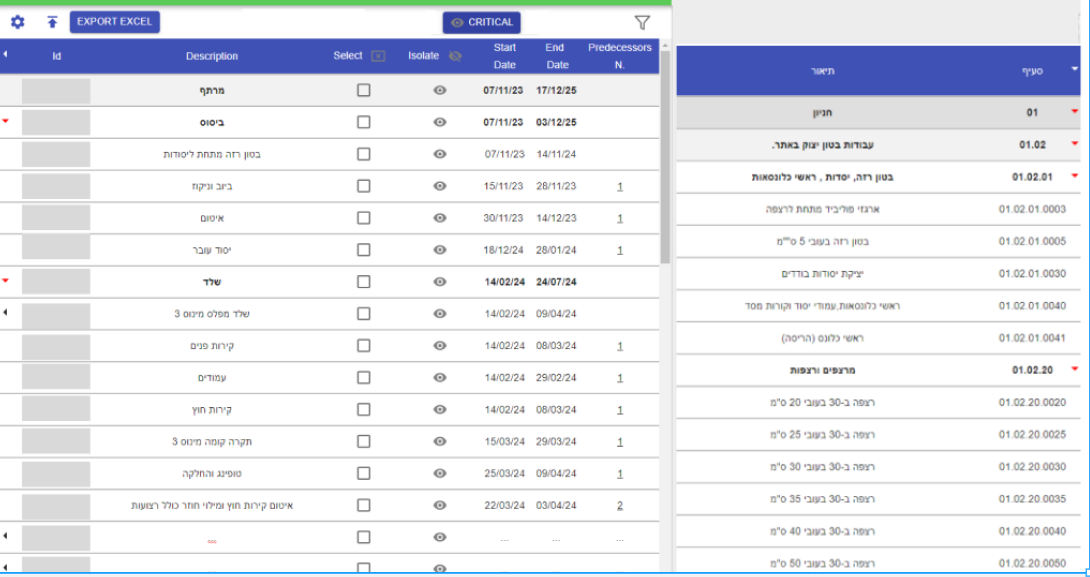 EXPORT EXCEL CRITICAL
Id Description Select Isolate Start Date End Date Predecessors N.
מרתף 07/11/23 17/12/25
ביסוס 07/11/23 03/12/25
בטון רזה מתחת ליסודות 07/11/23 14/11/24
ביוב וניקוז 15/11/23 28/11/23 1
איטום 30/11/23 14/12/23 1
יסוד עובר 18/12/24 28/01/24 1
שלד 14/02/24 24/07/24
שלד מפלס מינוס 3 14/02/24 09/04/24
קירות פנים 14/02/24 08/03/24 1
עמודים 14/02/24 29/02/24 1
קירות חוץ 14/02/24 08/03/24 1
תקרה קומה מינוס 3 15/03/24 29/03/24 1
טופינג והחלקה 25/03/24 09/04/24 1
איטום קירות חוץ ומילוי חוזר כולל רצועות 22/03/24 03/04/24 2
... ... ... ...
סעיף תיאור
01 חניון
01.02 עבודות בטון יצוק באתר.
01.02.01 בטון רזה, יסדות , ראשי כלונסאות
01.02.01.0003 ארגזי פוליביד מתחת לרצפה
01.02.01.0005 בטון רזה בעובי 5 ס""מ
01.02.01.0030 יציקת יסודות בודדים
01.02.01.0040 ראשי כלונסאות,עמודי יסוד וקורות מסד
01.02.01.0041 ראשי כלונס (הריסה)
01.02.20 מרצפים ורצפות
01.02.20.0020 רצפה ב-30 בעובי 20 ס"מ
01.02.20.0025 רצפה ב-30 בעובי 25 ס"מ
01.02.20.0030 רצפה ב-30 בעובי 30 ס"מ
01.02.20.0035 רצפה ב-30 בעובי 35 ס"מ
01.02.20.0040 רצפה ב-30 בעובי 40 ס"מ
01.02.20.0050 רצפה ב-30 בעובי 50 ס"מ